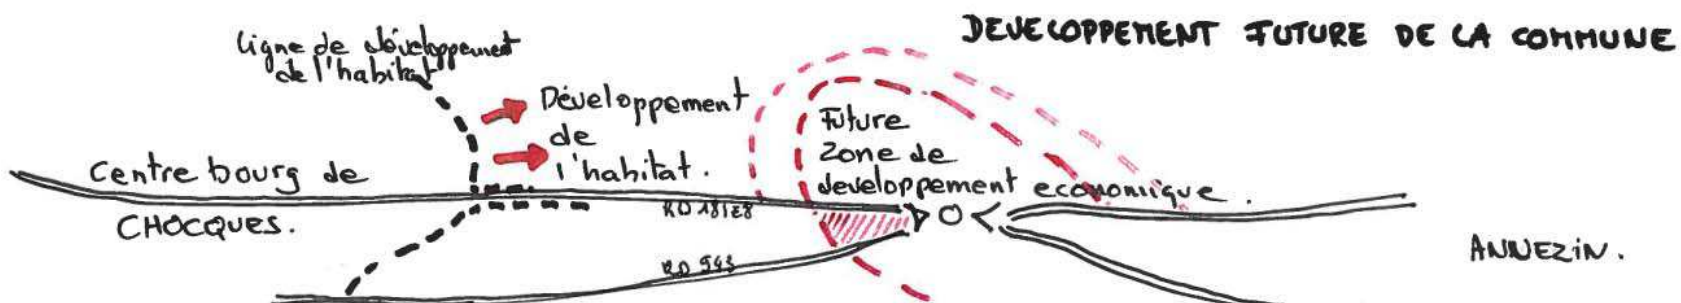 DEVELOPPEMENT FUTURE DE LA COMMUNE
ligne de développement
de l'habitat
Développement
de
l'habitat.
Future
Zone de
developpement economique.
Centre bourg de
CHOCQUES.
RD 181E8
RD 943
ANNEZIN.